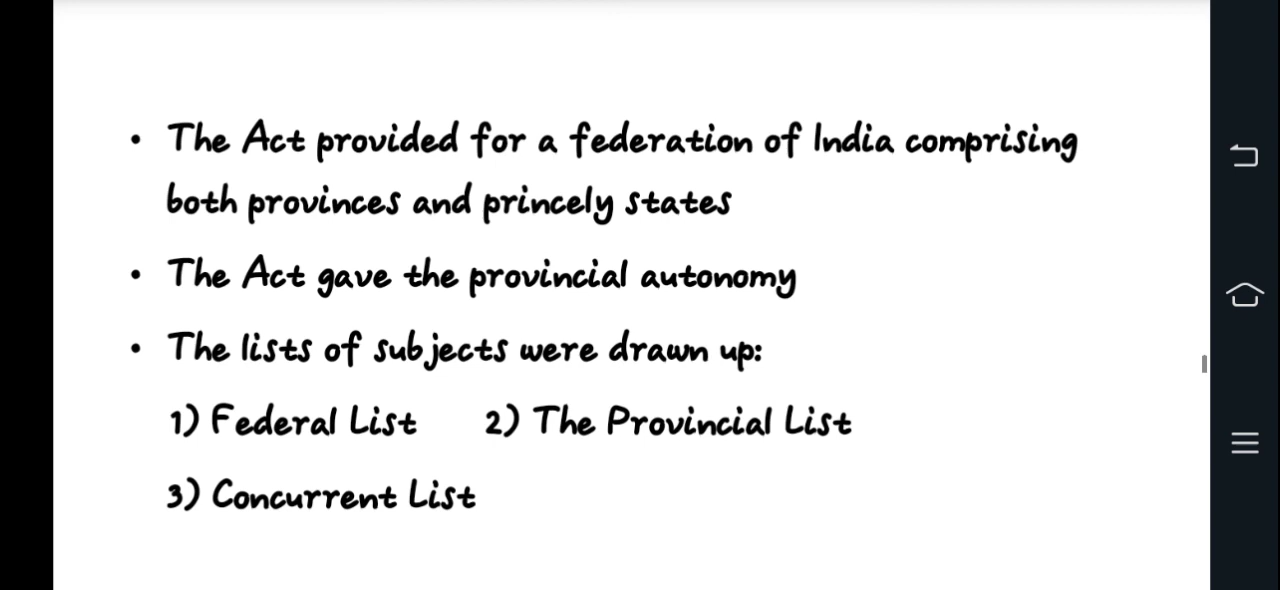 • The Act provided for a federation of India comprising
both provinces and princely states
• The Act gave the provincial autonomy
• The lists of subjects were drawn up:
1) Federal List 2) The Provincial List
3) Concurrent List